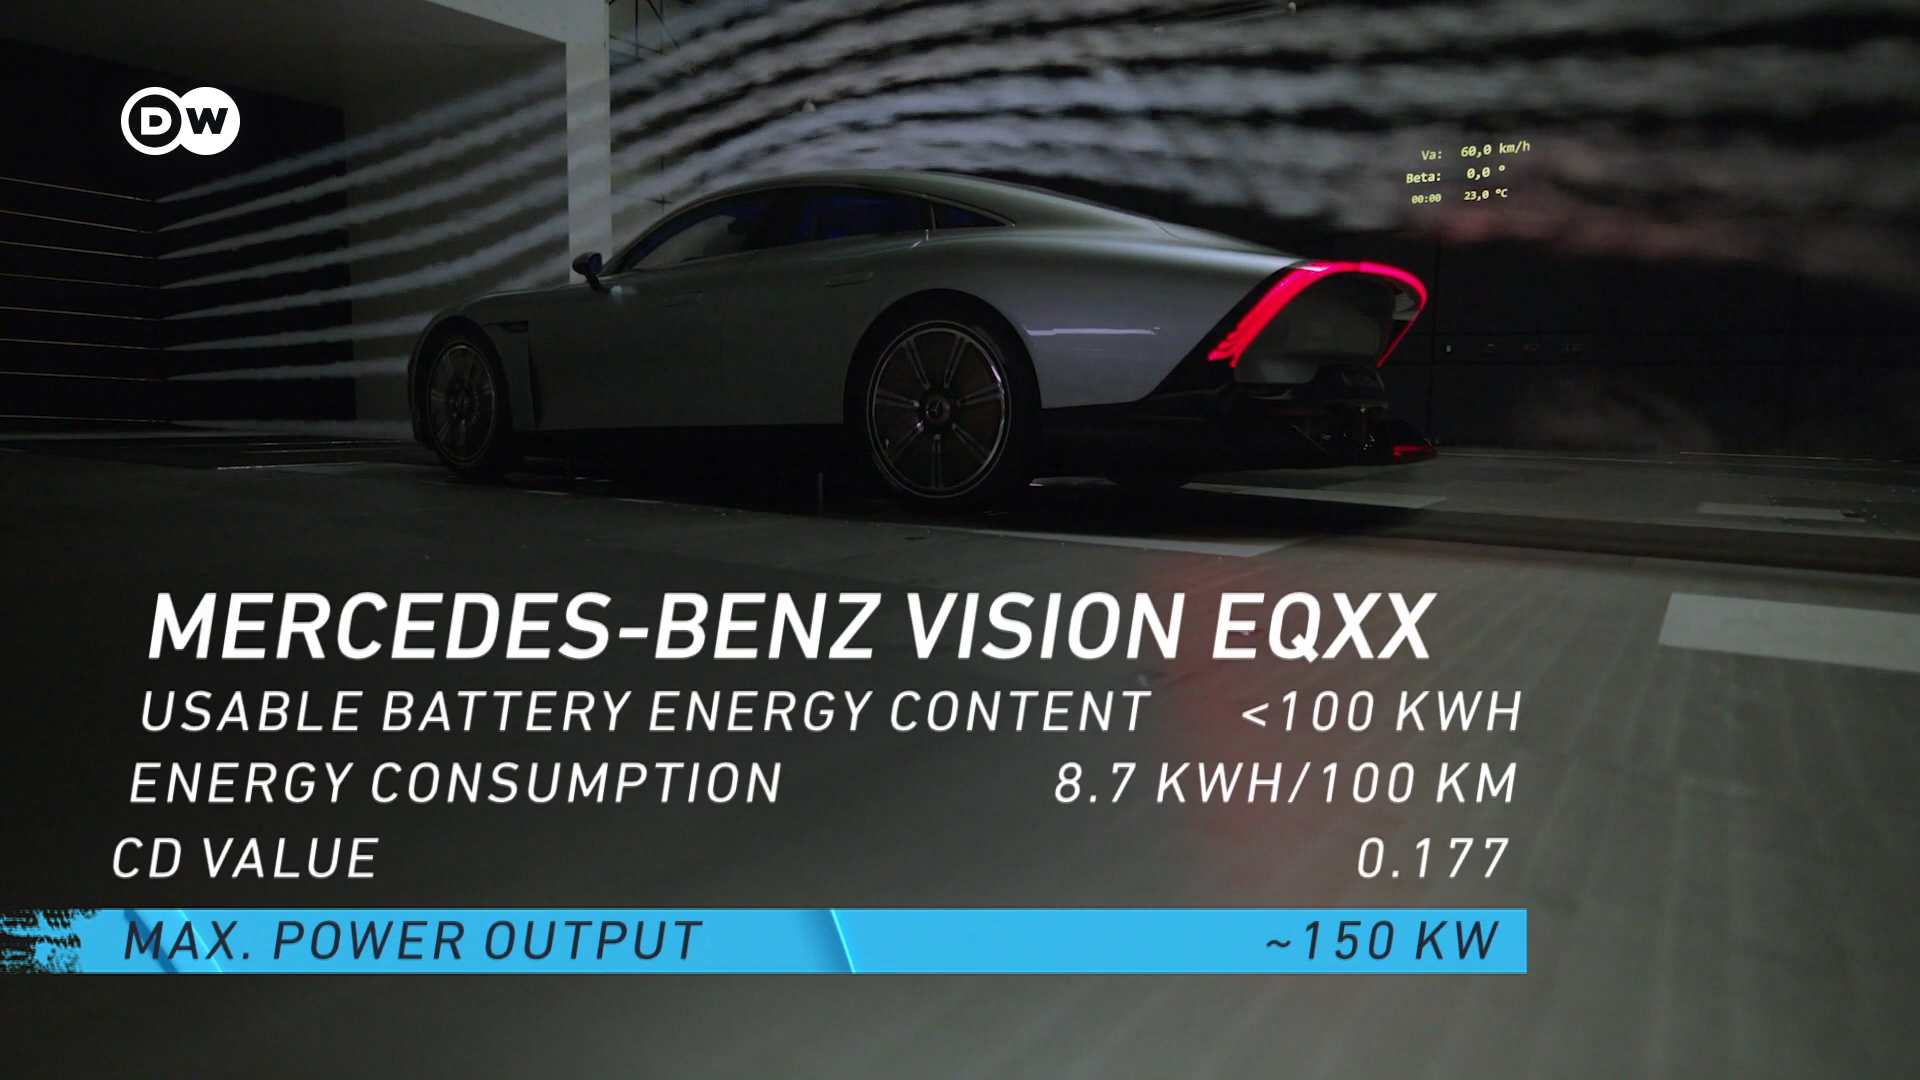 DW
Va: 60,0 km/h
Beta: 0,0 °
00:00 23,0 °C
MERCEDES-BENZ VISION EQXX
USABLE BATTERY ENERGY CONTENT <100 KWH
ENERGY CONSUMPTION 8.7 KWH/100 KM
CD VALUE 0.177
MAX. POWER OUTPUT ~150 KW